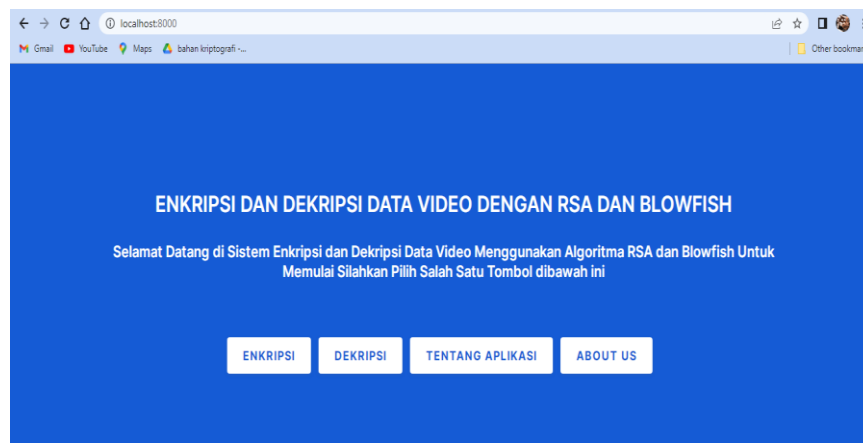 localhost:8000
Gmail YouTube Maps bahan kriptografi -... Other bookmar
ENKRIPSI DAN DEKRIPSI DATA VIDEO DENGAN RSA DAN BLOWFISH
Selamat Datang di Sistem Enkripsi dan Dekripsi Data Video Menggunakan Algoritma RSA dan Blowfish Untuk
Memulai Silahkan Pilih Salah Satu Tombol dibawah ini
ENKRIPSI DEKRIPSI TENTANG APLIKASI ABOUT US